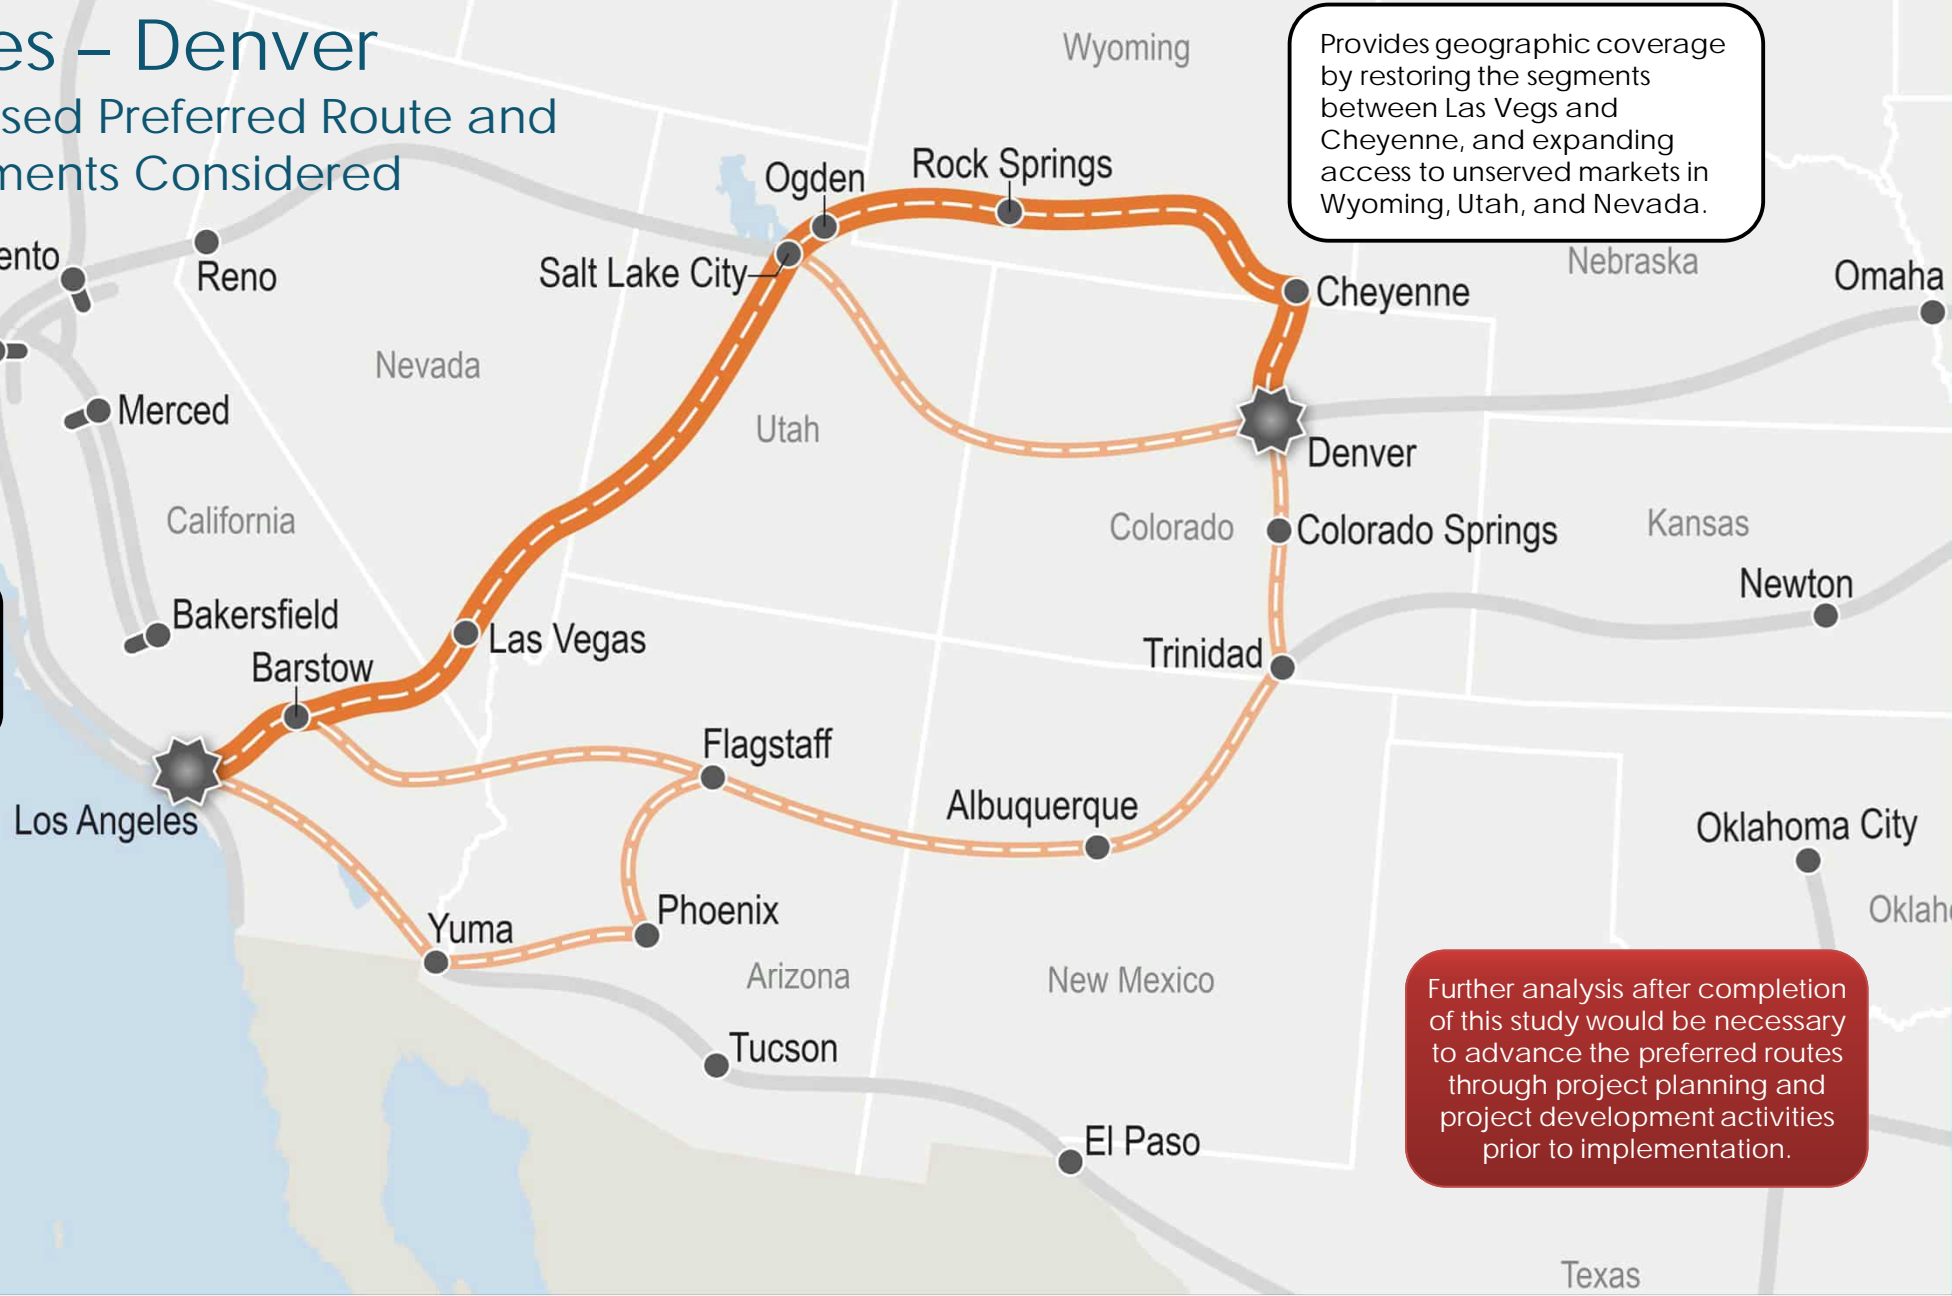 es – Denver
sed Preferred Route and
ments Considered
Wyoming
Provides geographic coverage
by restoring the segments
between Las Vegs and
Cheyenne, and expanding
access to unserved markets in
Wyoming, Utah, and Nevada.
Ogden
Rock Springs
ento
Reno
Salt Lake City
Cheyenne
Nebraska
Omaha
Nevada
Merced
Utah
Denver
California
Colorado
Colorado Springs
Kansas
Newton
Bakersfield
Las Vegas
Barstow
Trinidad
Flagstaff
Los Angeles
Albuquerque
Oklahoma City
Yuma
Phoenix
Oklah
Arizona
New Mexico
Further analysis after completion
of this study would be necessary
to advance the preferred routes
through project planning and
project development activities
prior to implementation.
Tucson
El Paso
Texas